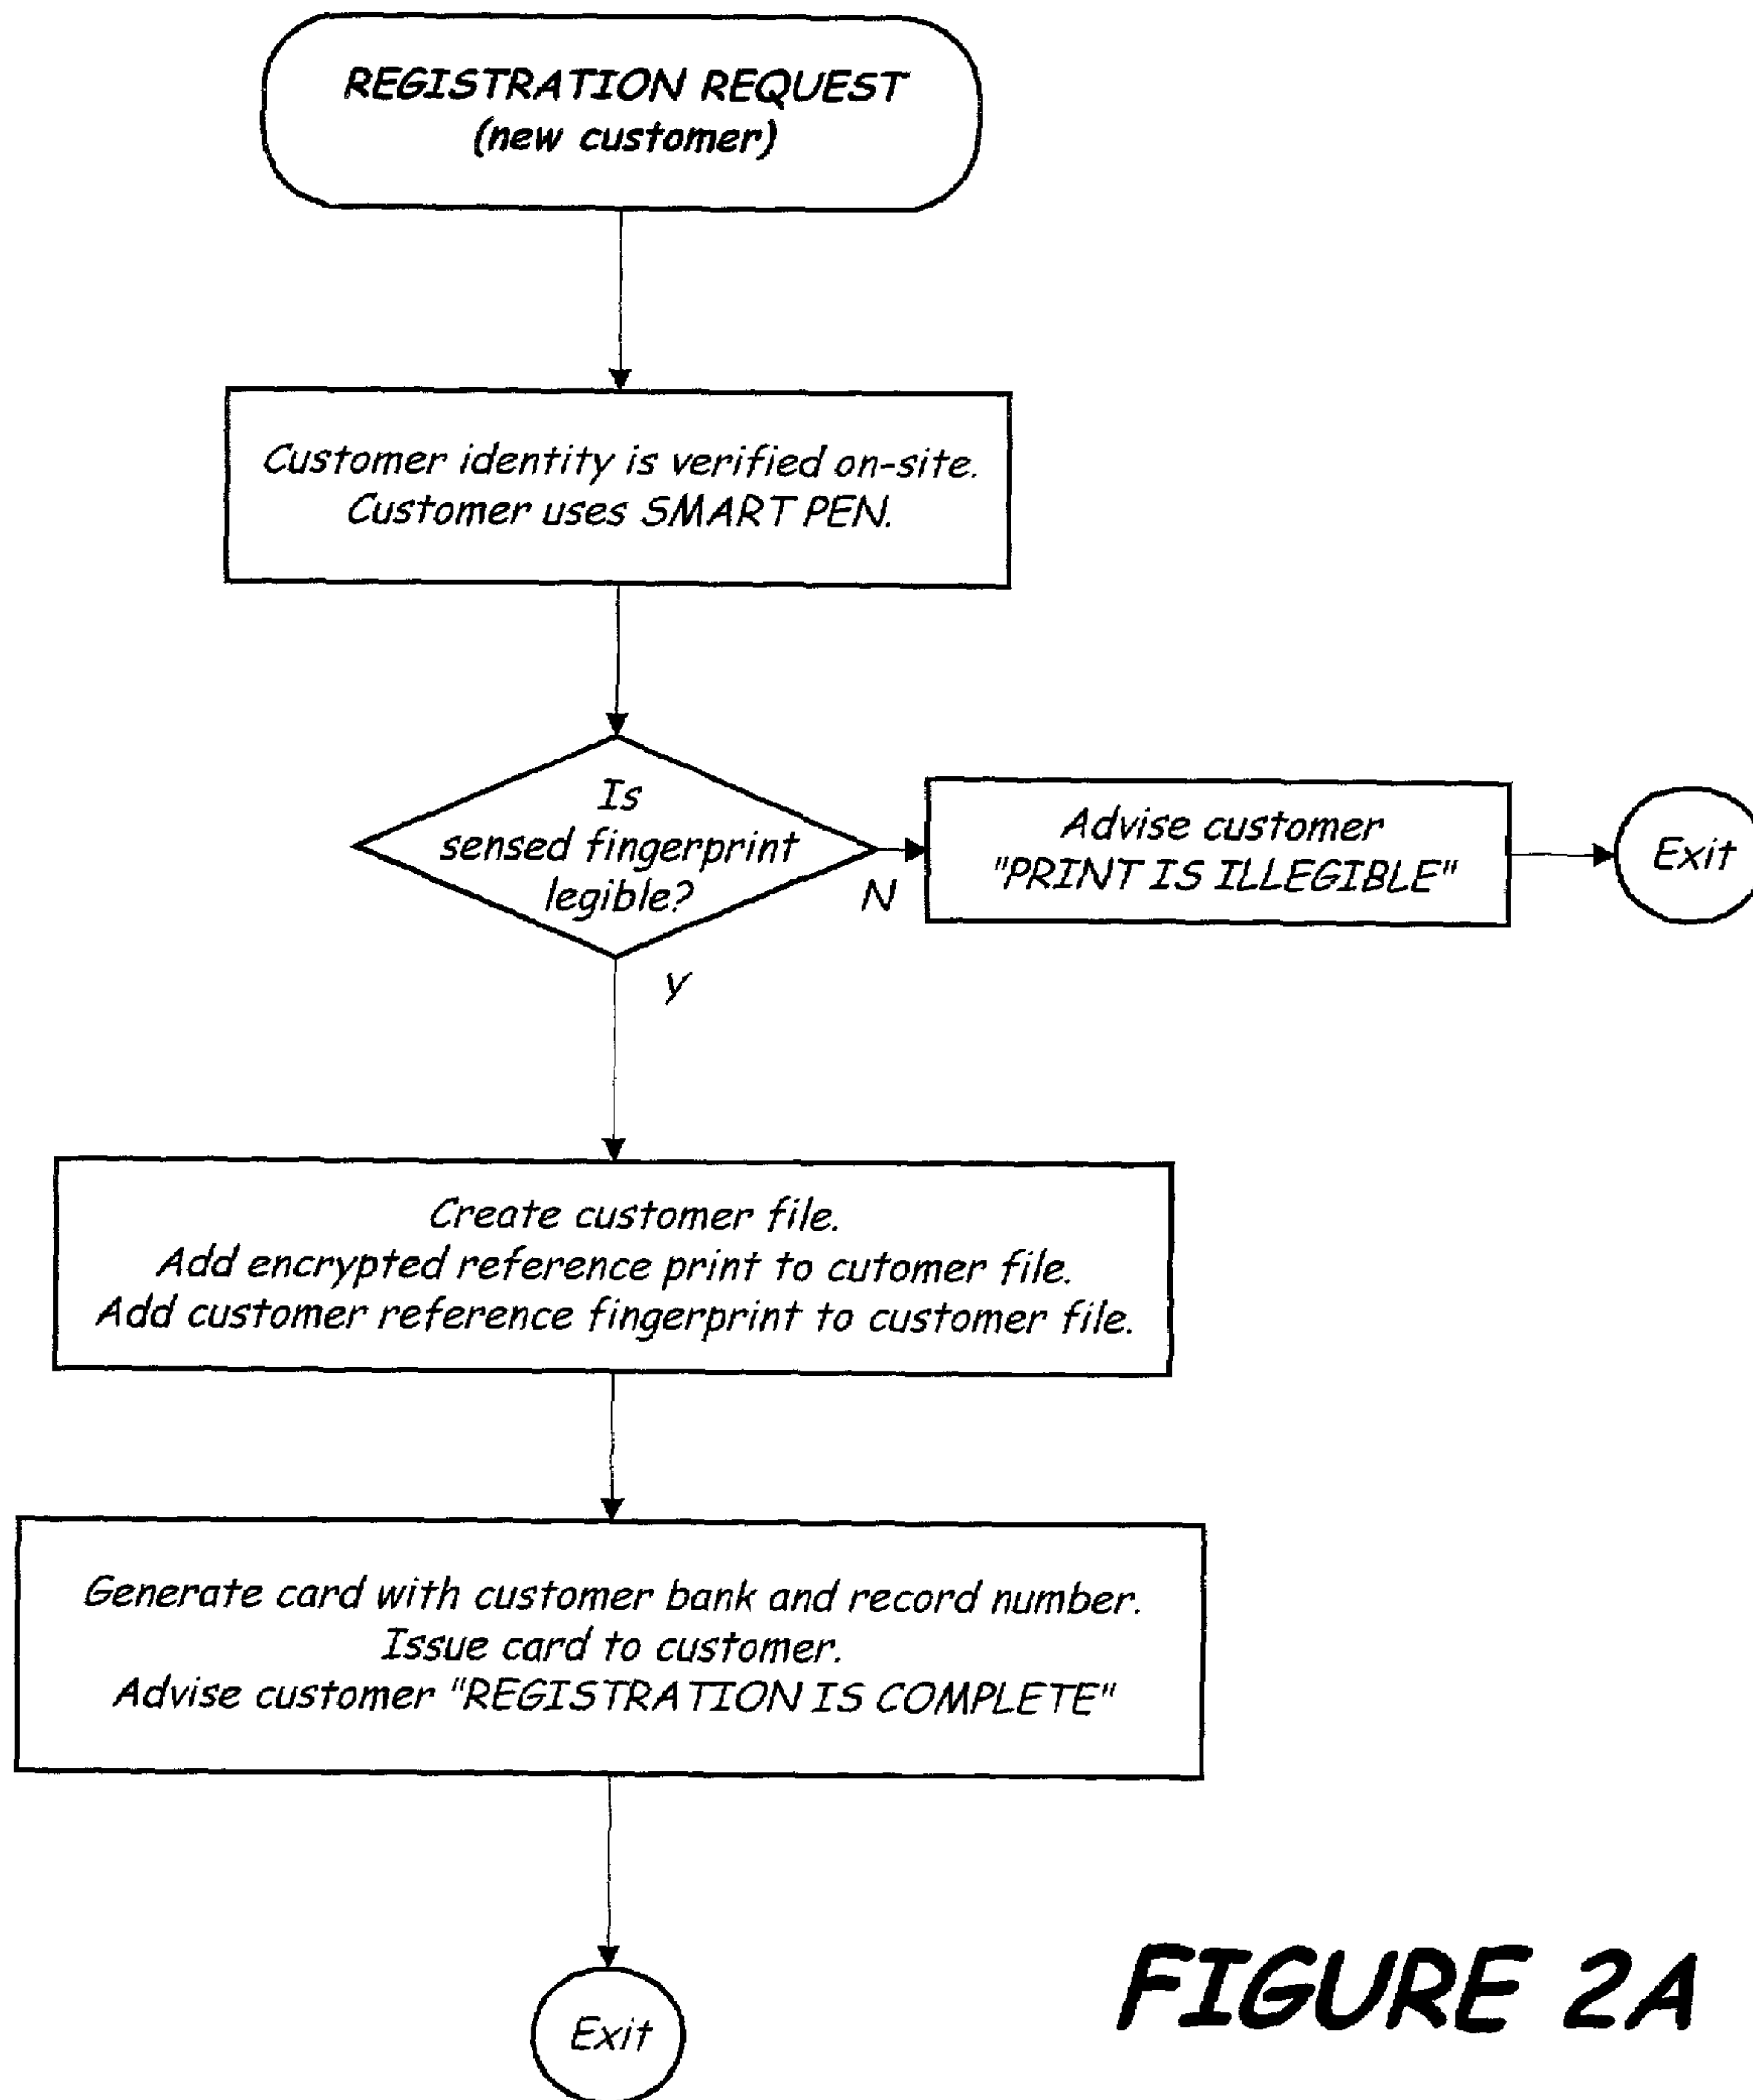 REGISTRATION REQUEST
(new customer)
Customer identity is verified on-site.
Customer uses SMART PEN.
Is
sensed fingerprint
legible?
N
Advise customer
"PRINT IS ILLEGIBLE"
Exit
y
Create customer file.
Add encrypted reference print to cutomer file.
Add customer reference fingerprint to customer file.
Generate card with customer bank and record number.
Issue card to customer.
Advise customer "REGISTRATION IS COMPLETE"
Exit
FIGURE 2A